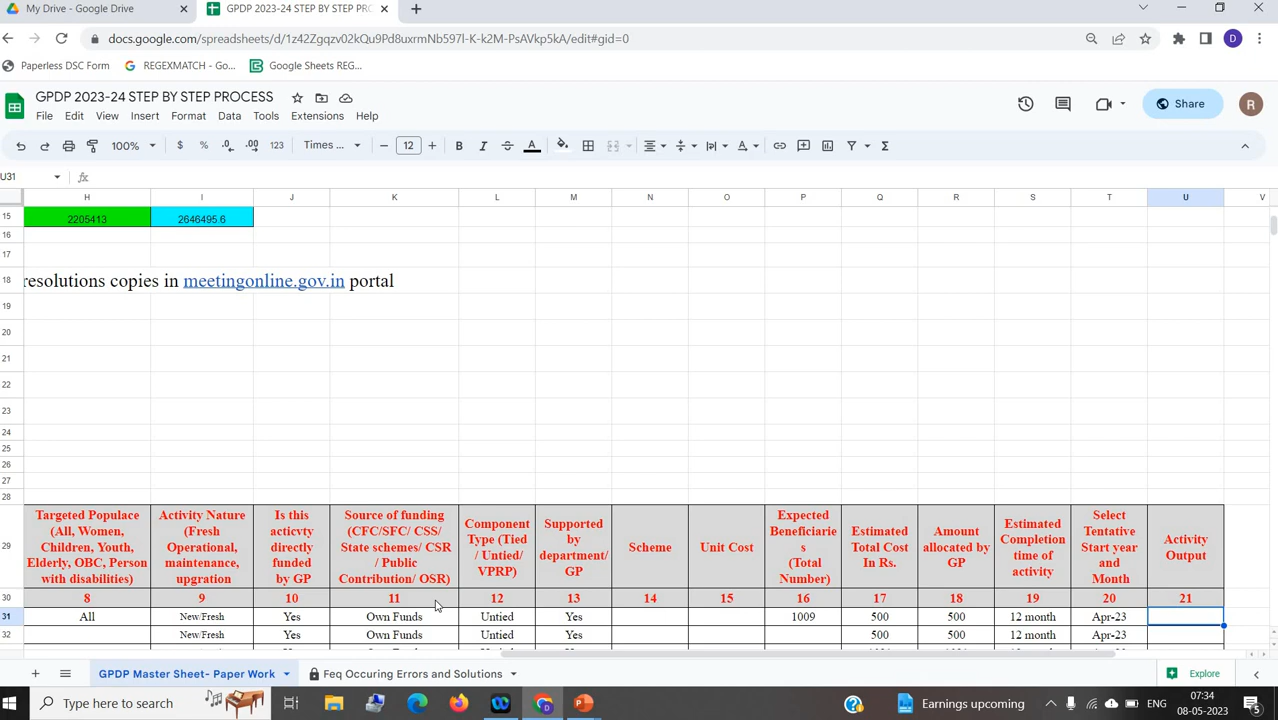 My Drive - Google Drive
GPDP 2023-24 STEP BY STEP PROC
docs.google.com/spreadsheets/d/1z42Zgqzv02kQu9Pd8uxrmNb597l-K-k2M-PsAVkp5kA/edit#gid=0
D
Paperless DSC Form
REGEXMATCH - Go...
Google Sheets REG...
GPDP 2023-24 STEP BY STEP PROCESS
File Edit View Insert Format Data Tools Extensions Help
Share
R
100% $ % .0 .00 123 Times ... 12 B I A
U31 fx
H I J K L M N O P Q R S T U V
15 2205413 2646495.6
16
17
18 resolutions copies in meetingonline.gov.in portal
19
20
21
22
23
24
25
26
27
28
Targeted Populace (All, Women, Children, Youth, Elderly, OBC, Person with disabilities)
Activity Nature (Fresh Operational, maintenance, upgration
Is this acticvty directly funded by GP
Source of funding (CFC/SFC/ CSS/ State schemes/ CSR / Public Contribution/ OSR)
Component Type (Tied / Untied/ VPRP)
Supported by department/ GP
29
Scheme
Unit Cost
Expected Beneficiaries (Total Number)
Estimated Total Cost In Rs.
Amount allocated by GP
Estimated Completion time of activity
Select Tentative Start year and Month
Activity Output
30 8 9 10 11 12 13 14 15 16 17 18 19 20 21
31 All New/Fresh Yes Own Funds Untied Yes 1009 500 500 12 month Apr-23
32 New/Fresh Yes Own Funds Untied Yes 500 500 12 month Apr-23
GPDP Master Sheet- Paper Work
Feq Occuring Errors and Solutions
Explore
Type here to search
Earnings upcoming
ENG
07:34
08-05-2023
5